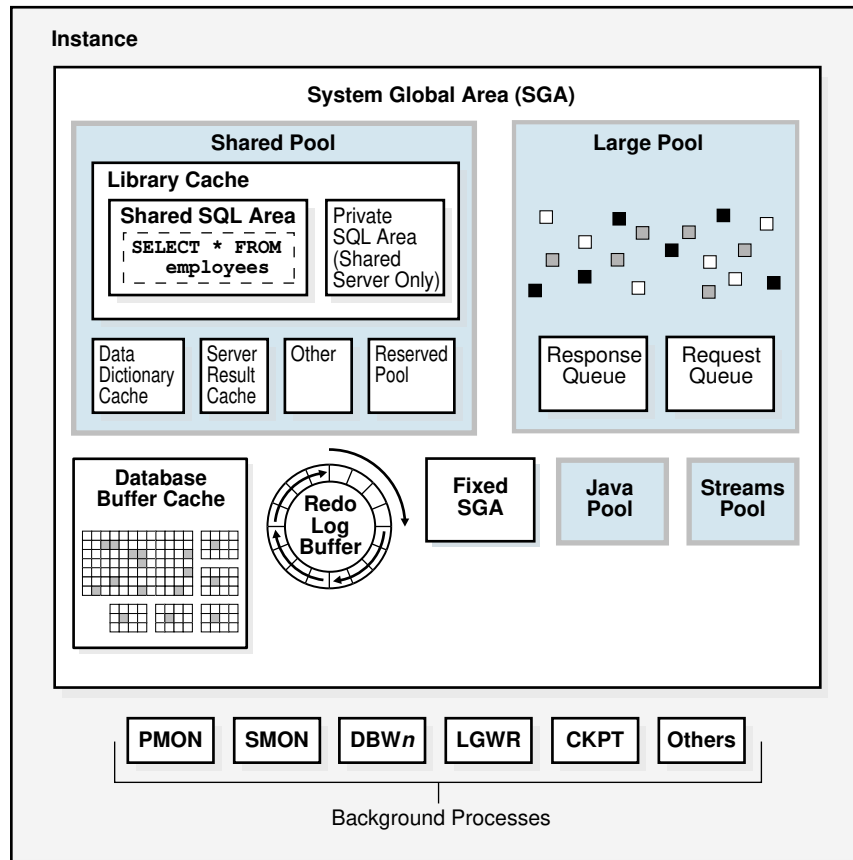 Instance
System Global Area (SGA)
Shared Pool
Library Cache
Shared SQL Area
SELECT * FROM
employees
Private
SQL Area
(Shared
Server Only)
Data
Dictionary
Cache
Server
Result
Cache
Other
Reserved
Pool
Large Pool
Response
Queue
Request
Queue
Database
Buffer Cache
Redo
Log
Buffer
Fixed
SGA
Java
Pool
Streams
Pool
PMON
SMON
DBWn
LGWR
CKPT
Others
Background Processes